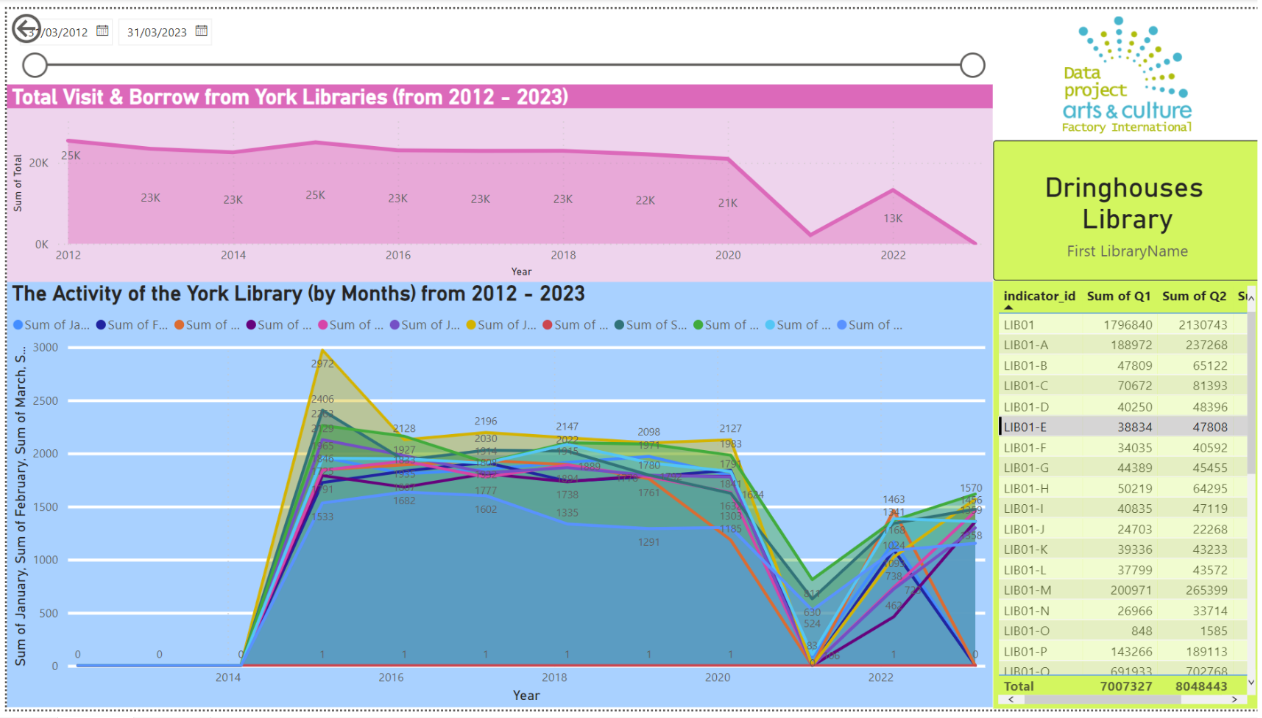 31/03/2012 31/03/2023
Data
project
arts & culture
Factory International
Total Visit & Borrow from York Libraries (from 2012 - 2023)
Sum of Total
20K
0K
25K
23K
23K
25K
23K
23K
23K
22K
21K
13K
2012 2014 2016 2018 2020 2022
Year
Dringhouses
Library
First LibraryName
The Activity of the York Library (by Months) from 2012 - 2023
Sum of Ja... Sum of F... Sum of ... Sum of ... Sum of ... Sum of J... Sum of J... Sum of ... Sum of S... Sum of ... Sum of ... Sum of ...
Sum of January, Sum of February, Sum of March, S...
3000
2500
2000
1500
1000
500
0
2972
2406
1533
2128
1927
1682
2196
2030
1777
1602
2147
2022
1738
1335
2098
1974
1780
1761
1291
2127
1983
1841
1624
1303
1185
630
524
83
1463
1341
1168
1024
738
462
1570
1456
0 0 0 1 1 1 1 1 1 1 0
2014 2016 2018 2020 2022
Year
indicator_id Sum of Q1 Sum of Q2
LIB01 1796840 2130743
LIB01-A 188972 237268
LIB01-B 47809 65122
LIB01-C 70672 81393
LIB01-D 40250 48396
LIB01-E 38834 47808
LIB01-F 34035 40592
LIB01-G 44389 45455
LIB01-H 50219 64295
LIB01-I 40835 47119
LIB01-J 24703 22268
LIB01-K 39336 43233
LIB01-L 37799 43572
LIB01-M 200971 265399
LIB01-N 26966 33714
LIB01-O 848 1585
LIB01-P 143266 189113
LIB01-Q 691933 702768
Total 7007327 8048443